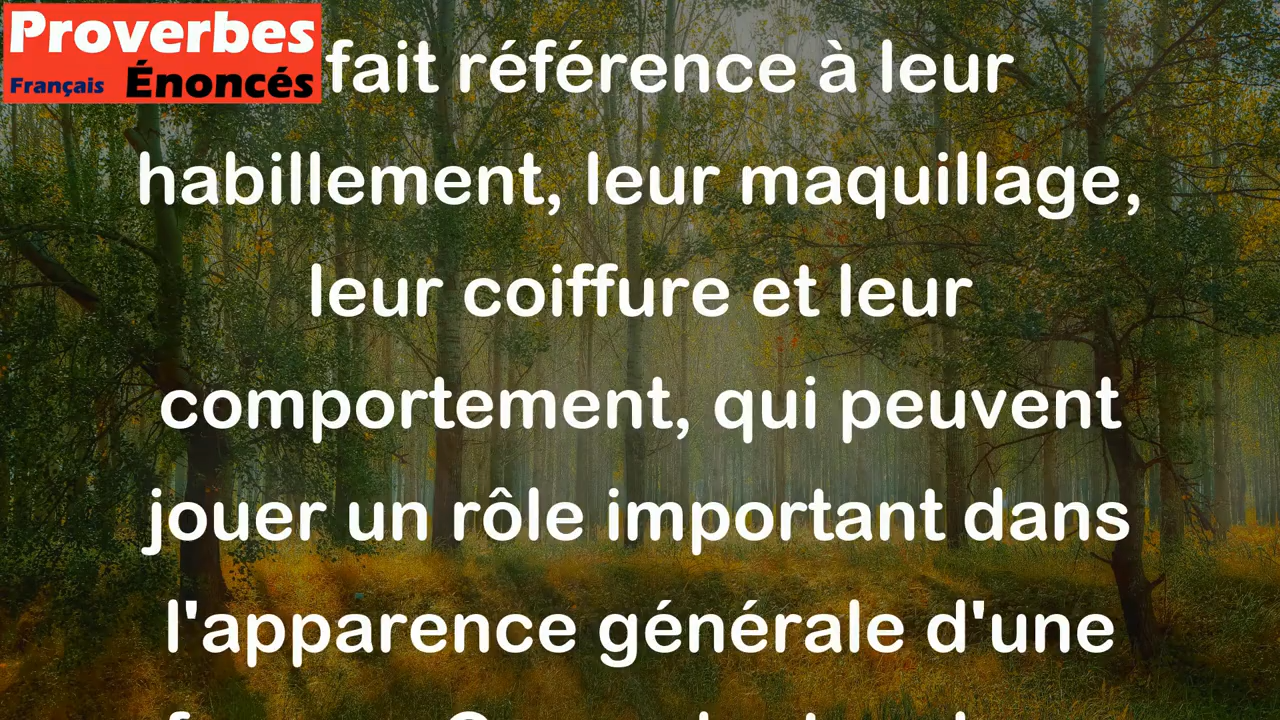 Proverbes
Français Énoncés
fait référence à leur
habillement, leur maquillage,
leur coiffure et leur
comportement, qui peuvent
jouer un rôle important dans
l'apparence générale d'une